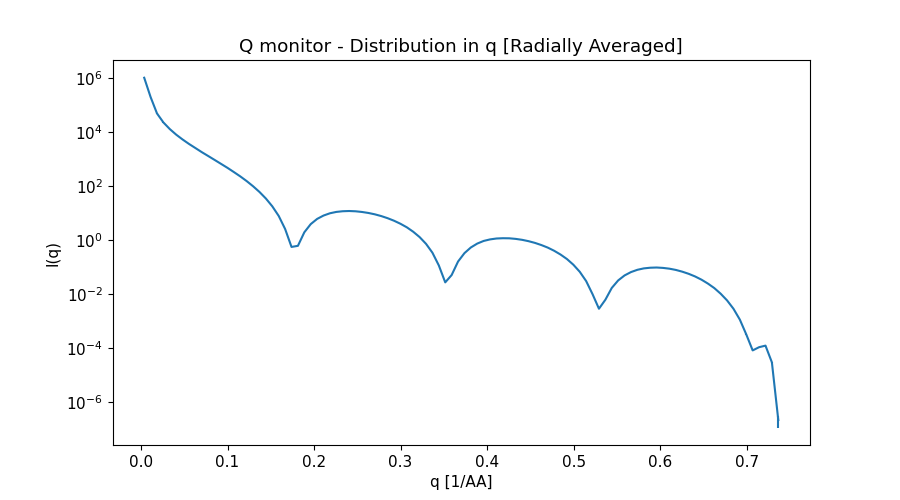 Q monitor - Distribution in q [Radially Averaged]
I(q)
10^6
10^4
10^2
10^0
10^-2
10^-4
10^-6
0.0 0.1 0.2 0.3 0.4 0.5 0.6 0.7
q [1/AA]